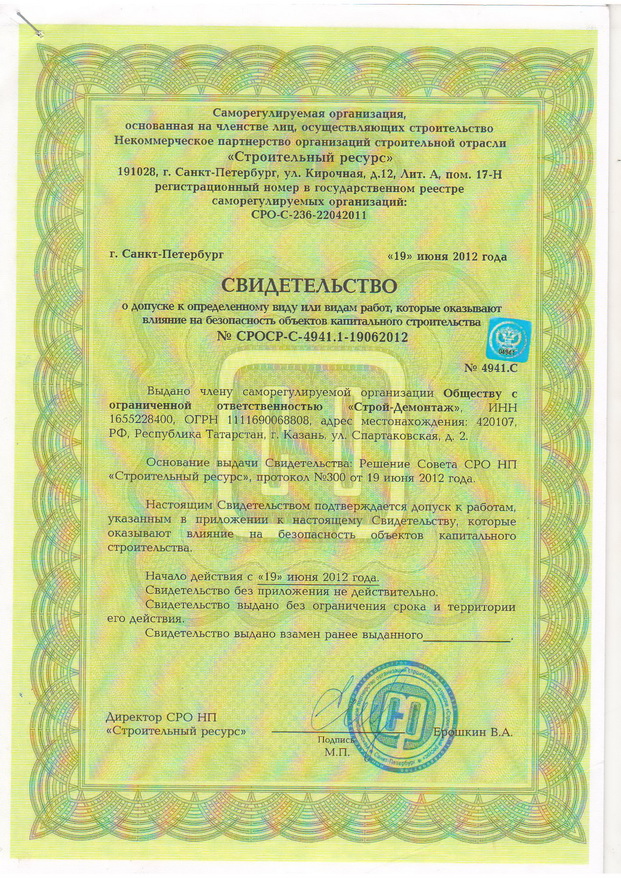 Саморегулируемая организация,
основанная на членстве лиц, осуществляющих строительство
Некоммерческое партнерство организаций строительной отрасли
«Строительный ресурс»
191028, г. Санкт-Петербург, ул. Кирочная, д.12, Лит. А, пом. 17-Н
регистрационный номер в государственном реестре
саморегулируемых организаций:
СРО-С-236-22042011
г. Санкт-Петербург «19» июня 2012 года
СВИДЕТЕЛЬСТВО
о допуске к определенному виду или видам работ, которые оказывают
влияние на безопасность объектов капитального строительства
№ СРОСР-С-4941.1-19062012
№ 4941.С
Выдано члену саморегулируемой организации Обществу с
ограниченной ответственностью «Строй-Демонтаж», ИНН
1655228400, ОГРН 1111690068808, адрес местонахождения: 420107,
РФ, Республика Татарстан, г. Казань, ул. Спартаковская, д. 2.
Основание выдачи Свидетельства: Решение Совета СРО НП
«Строительный ресурс», протокол №300 от 19 июня 2012 года.
Настоящим Свидетельством подтверждается допуск к работам,
указанным в приложении к настоящему Свидетельству, которые
оказывают влияние на безопасность объектов капитального
строительства.
Начало действия с «19» июня 2012 года.
Свидетельство без приложения не действительно.
Свидетельство выдано без ограничения срока и территории
его действия.
Свидетельство выдано взамен ранее выданного____________.
Директор СРО НП
«Строительный ресурс» Брошкин В.А.
Подпись
М.П.